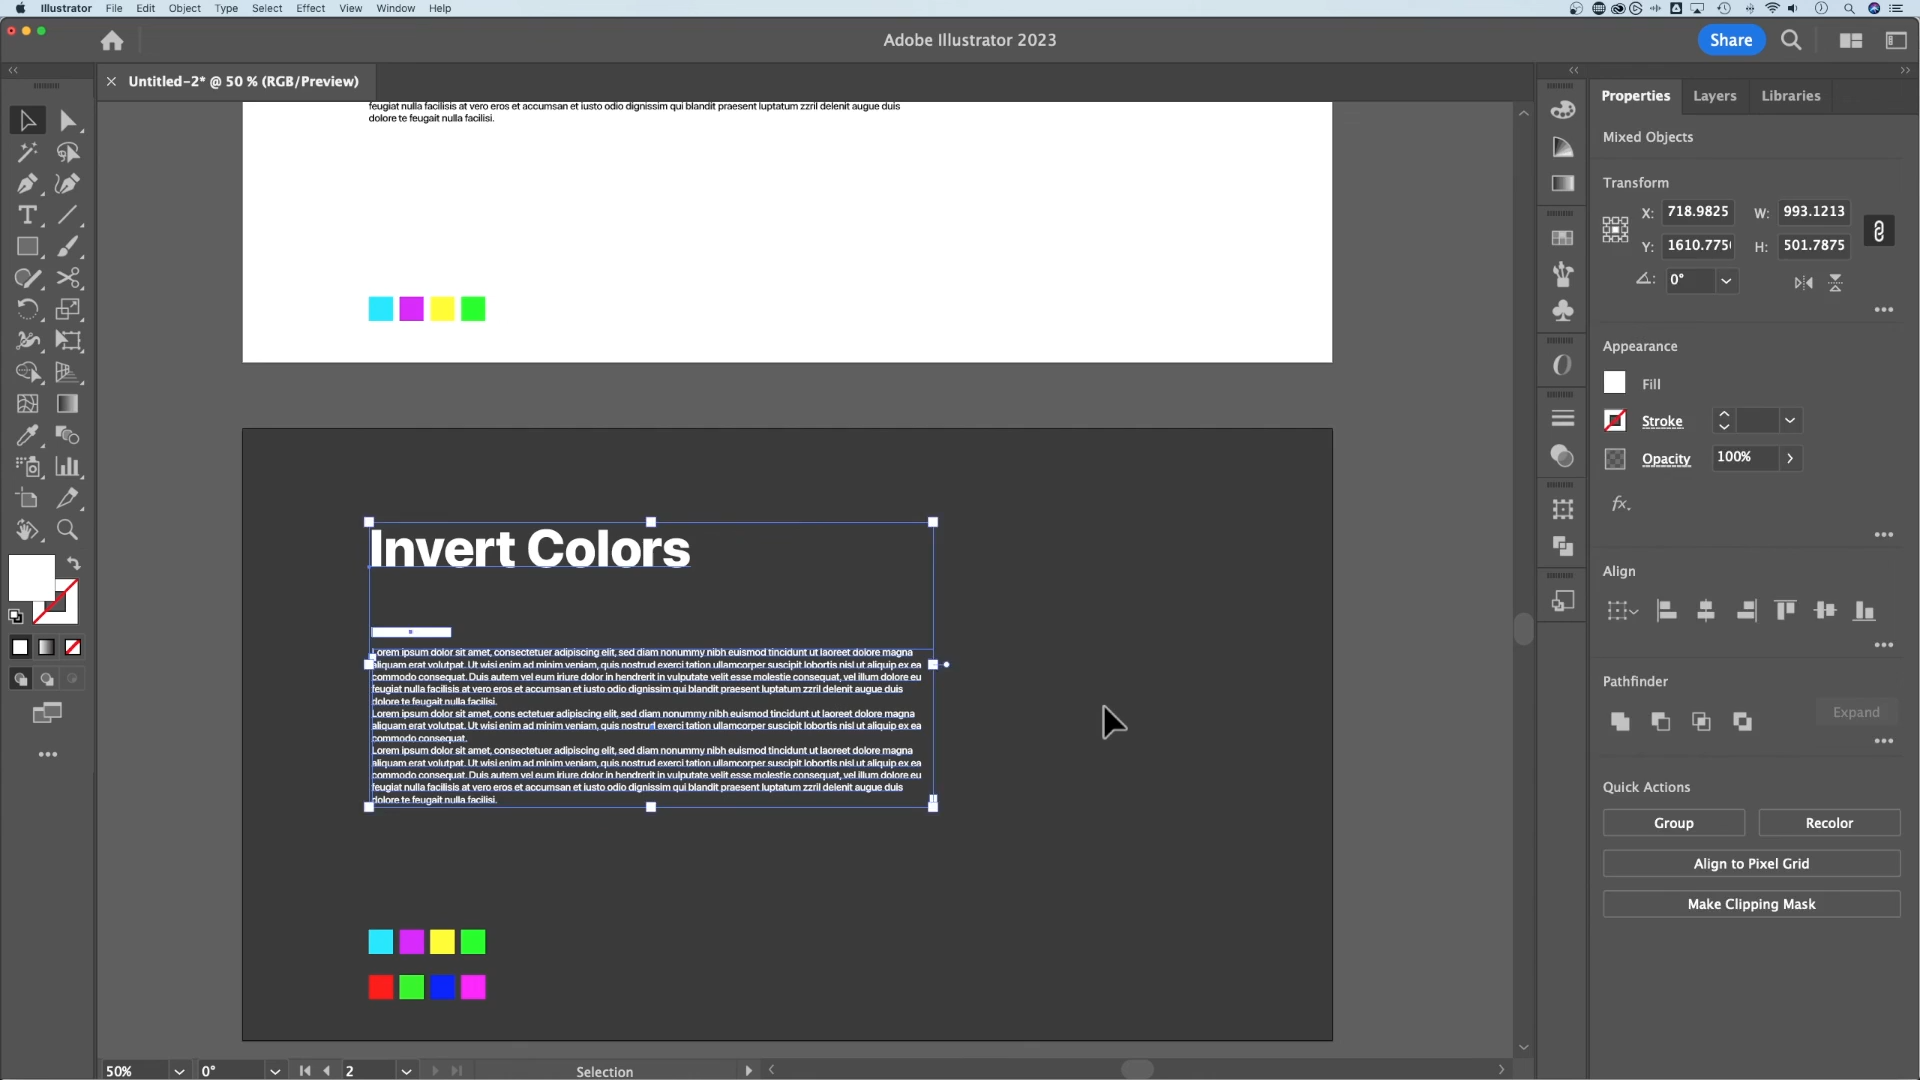 Illustrator File Edit Object Type Select Effect View Window Help
Adobe Illustrator 2023
Share
Untitled-2* @ 50 % (RGB/Preview)
feugiat nulla facilisis at vero eros et accumsan et iusto odio dignissim qui blandit praesent luptatum zzril delenit augue duis
dolore te feugait nulla facilisi.
Invert Colors
Lorem ipsum dolor sit amet, consectetuer adipiscing elit, sed diam nonummy nibh euismod tincidunt ut laoreet dolore magna
aliquam erat volutpat. Ut wisi enim ad minim veniam, quis nostrud exerci tation ullamcorper suscipit lobortis nisl ut aliquip ex ea
commodo consequat. Duis autem vel eum iriure dolor in hendrerit in vulputate velit esse molestie consequat, vel illum dolore eu
feugiat nulla facilisis at vero eros et accumsan et iusto odio dignissim qui blandit praesent luptatum zzril delenit augue duis
dolore te feugait nulla facilisi.
Lorem ipsum dolor sit amet, cons ectetuer adipiscing elit, sed diam nonummy nibh euismod tincidunt ut laoreet dolore magna
aliquam erat volutpat. Ut wisi enim ad minim veniam, quis nostrud exerci tation ullamcorper suscipit lobortis nisl ut aliquip ex ea
commodo consequat.
Lorem ipsum dolor sit amet, consectetuer adipiscing elit, sed diam nonummy nibh euismod tincidunt ut laoreet dolore magna
aliquam erat volutpat. Ut wisi enim ad minim veniam, quis nostrud exerci tation ullamcorper suscipit lobortis nisl ut aliquip ex ea
commodo consequat. Duis autem vel eum iriure dolor in hendrerit in vulputate velit esse molestie consequat, vel illum dolore eu
feugiat nulla facilisis at vero eros et accumsan et iusto odio dignissim qui blandit praesent luptatum zzril delenit augue duis
dolore te feugait nulla facilisi.
50% 0° 2 Selection
Properties Layers Libraries
Mixed Objects
Transform
X: 718.9825 W: 993.1213
Y: 1610.775 H: 501.7875
0°
Appearance
Fill
Stroke
Opacity 100%
fx.
Align
Pathfinder
Expand
Quick Actions
Group Recolor
Align to Pixel Grid
Make Clipping Mask